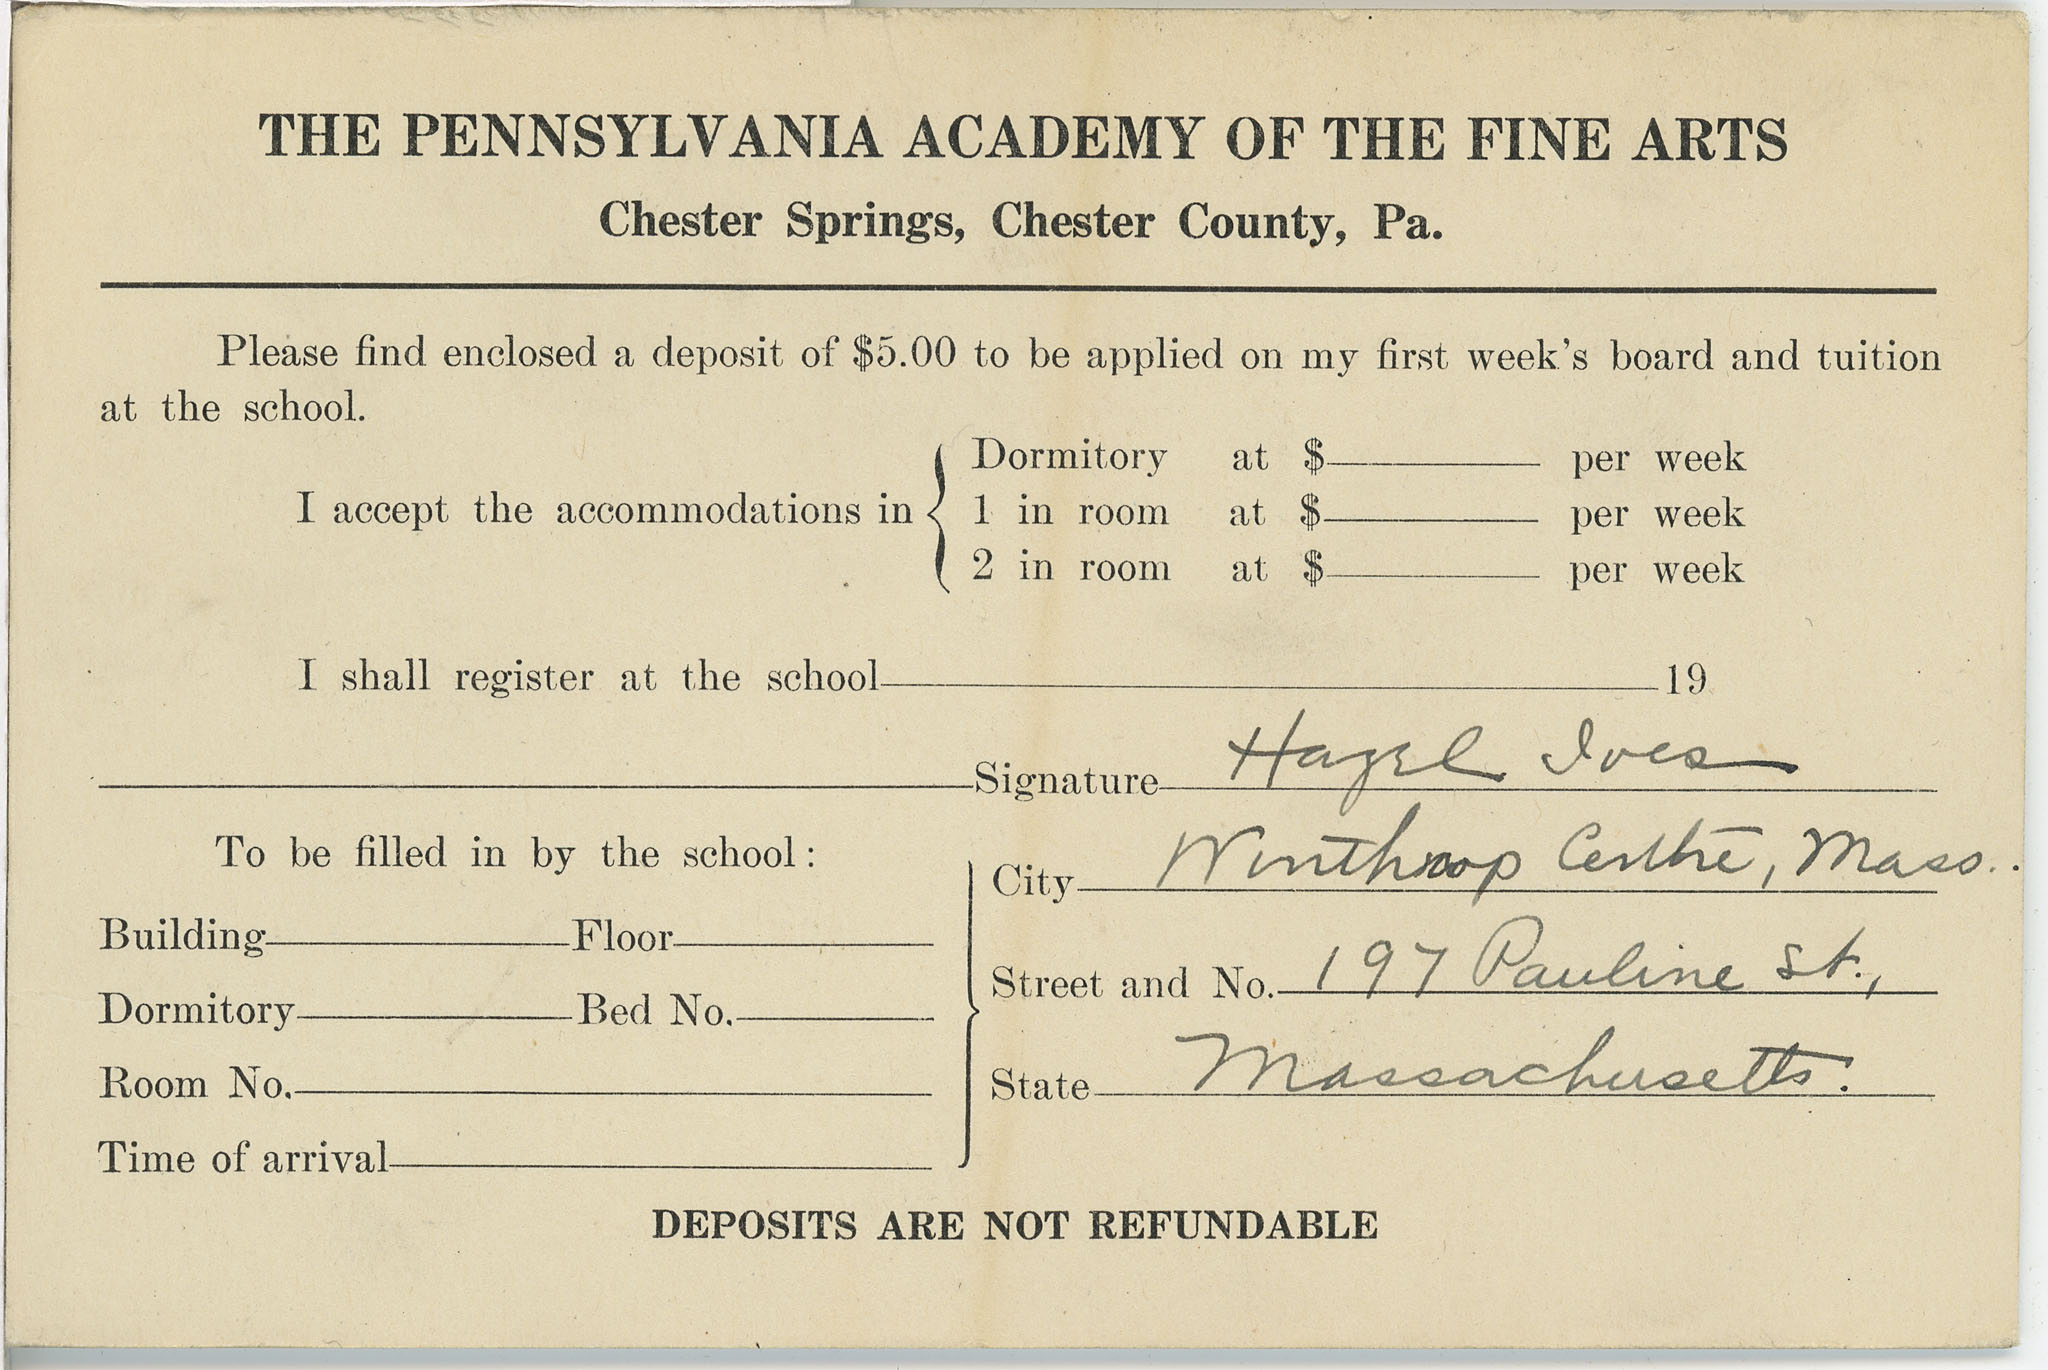 THE PENNSYLVANIA ACADEMY OF THE FINE ARTS
Chester Springs, Chester County, Pa.
Please find enclosed a deposit of $5.00 to be applied on my first week's board and tuition
at the school.
I accept the accommodations in
Dormitory at $ per week
1 in room at $ per week
2 in room at $ per week
I shall register at the school 19
Signature Hazel Ives
To be filled in by the school:
City Winthrop Centre, Mass.
Building Floor
Street and No. 197 Pauline St.,
Dormitory Bed No.
State Massachusetts.
Room No.
Time of arrival
DEPOSITS ARE NOT REFUNDABLE